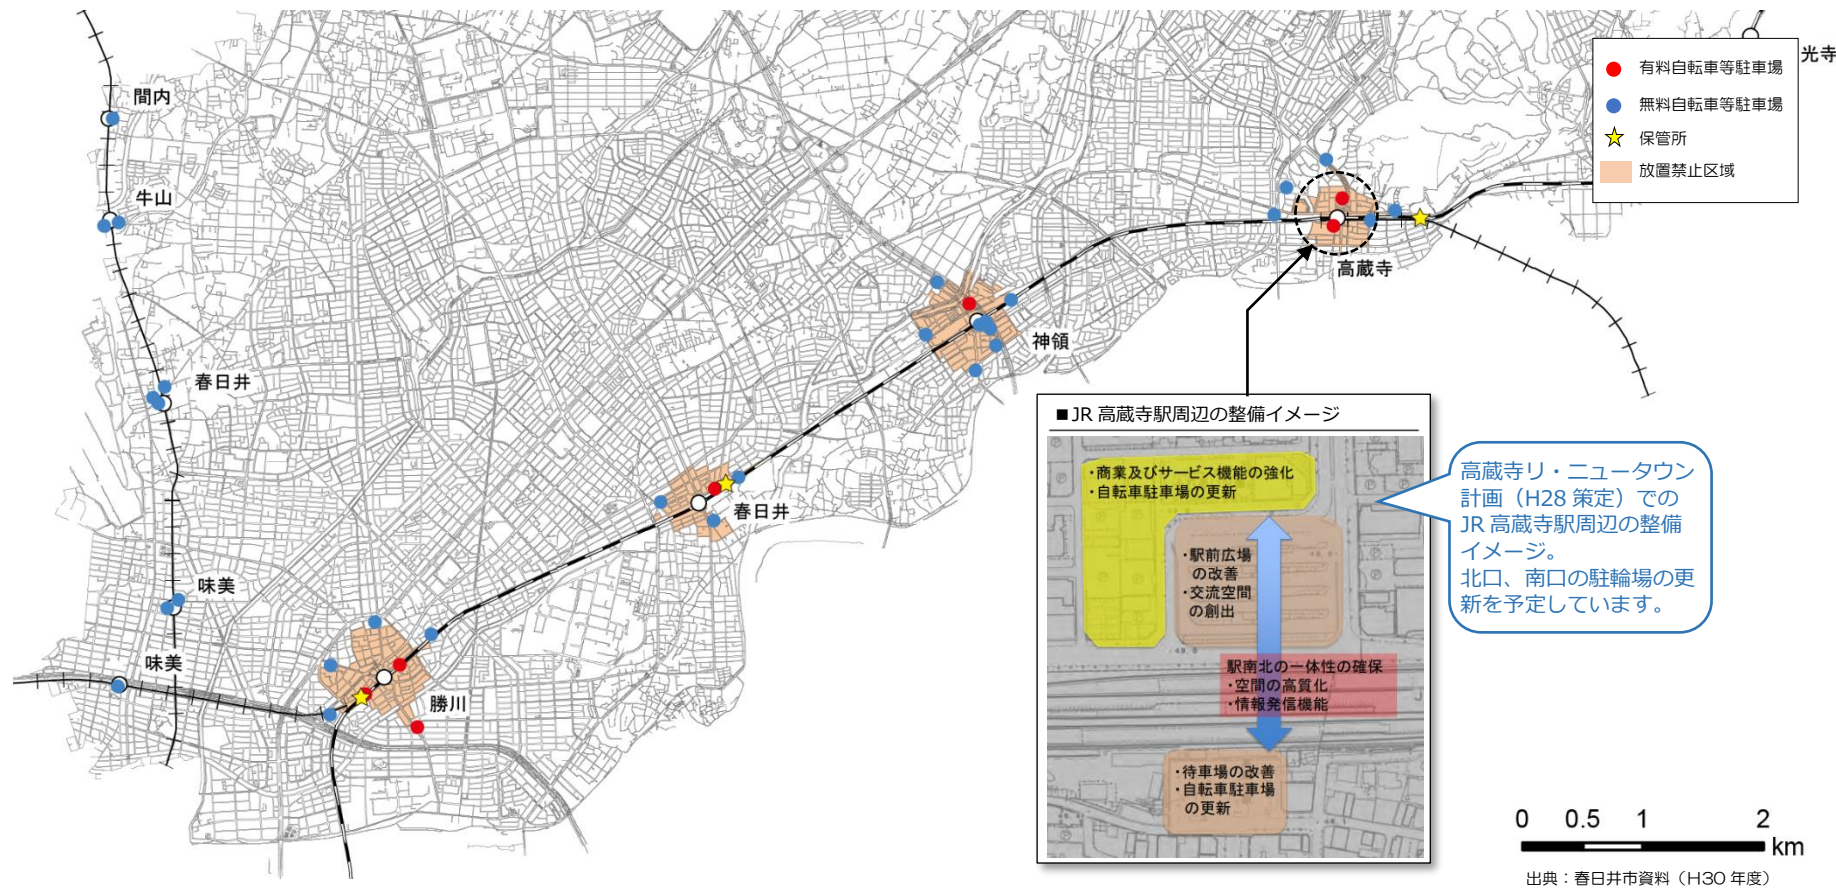 間内
牛山
春日井
味美
味美
勝川
春日井
神領
高蔵寺
光寺
有料自転車等駐車場
無料自転車等駐車場
保管所
放置禁止区域
■JR 高蔵寺駅周辺の整備イメージ
・商業及びサービス機能の強化
・自転車駐車場の更新
・駅前広場
の改善
・交流空間
の創出
駅南北の一体性の確保
・空間の高質化
・情報発信機能
・待車場の改善
・自転車駐車場
の更新
高蔵寺リ・ニュータウン
計画（H28 策定）での
JR 高蔵寺駅周辺の整備
イメージ。
北口、南口の駐輪場の更
新を予定しています。
0 0.5 1 2
km
出典：春日井市資料（H30 年度）